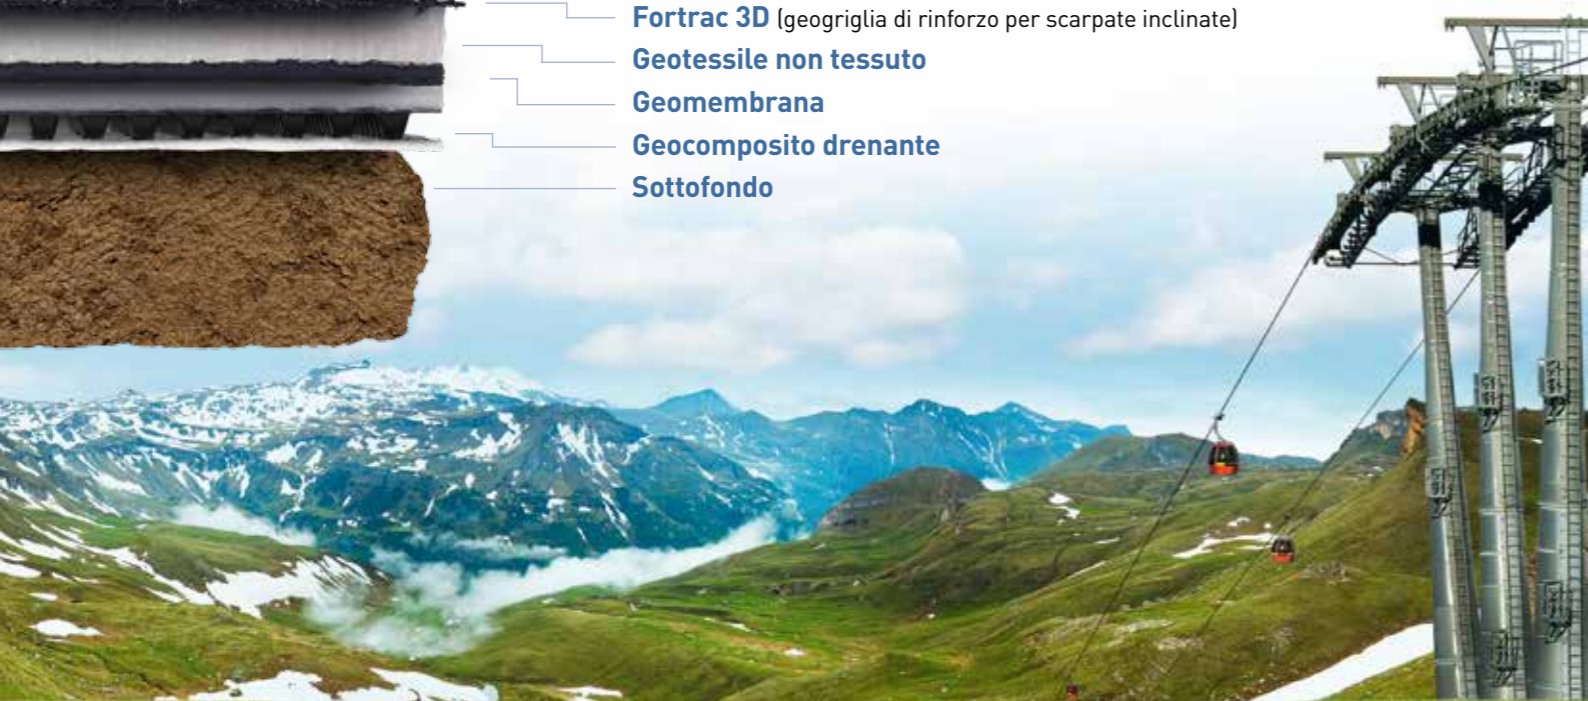 Fortrac 3D (geogriglia di rinforzo per scarpate inclinate)
Geotessile non tessuto
Geomembrana
Geocomposito drenante
Sottofondo